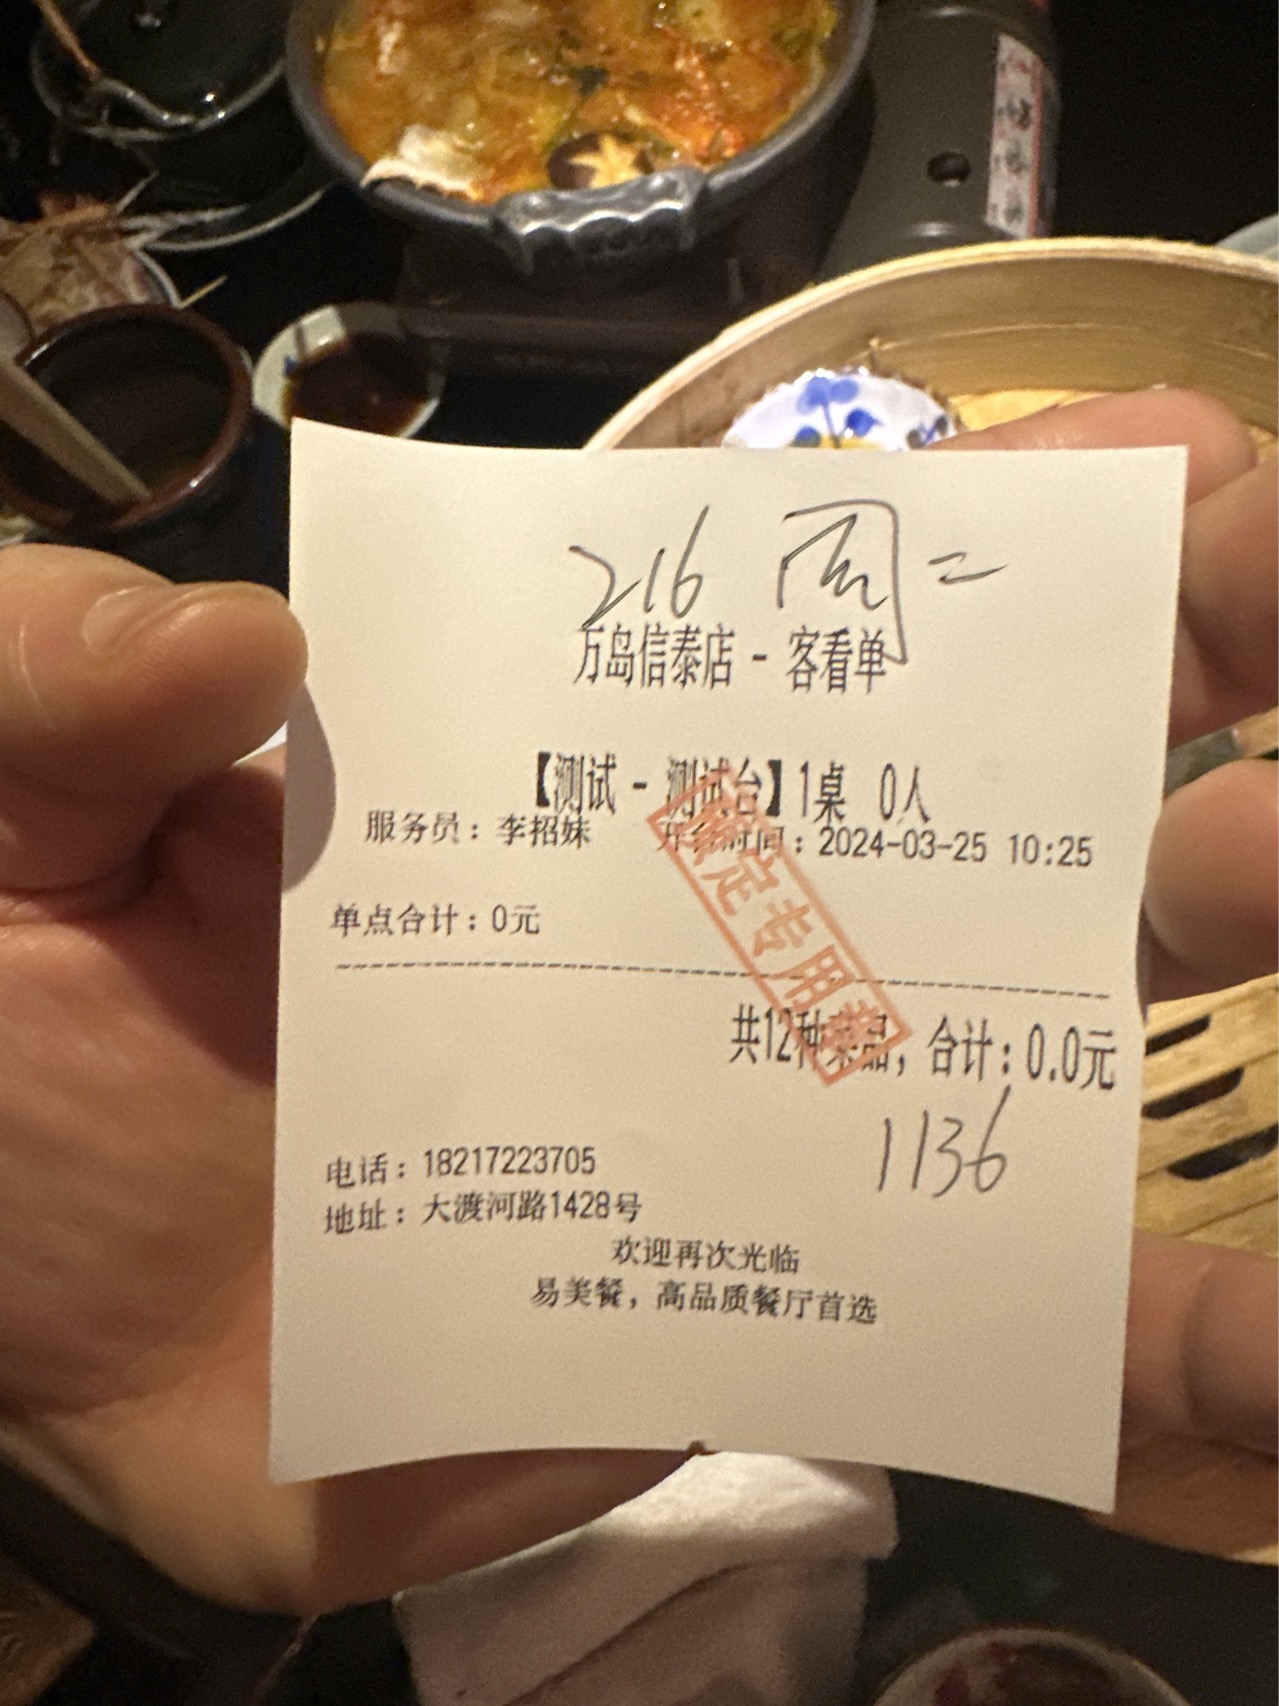 216 周二
万岛信泰店 - 客看单
【测试 - 测试台】1桌 0人
服务员：李招妹 开台时间：2024-03-25 10:25
单点合计：0元
定专用章
共12种菜品，合计：0.0元
1136
电话：18217223705
地址：大渡河路1428号
欢迎再次光临
易美餐，高品质餐厅首选